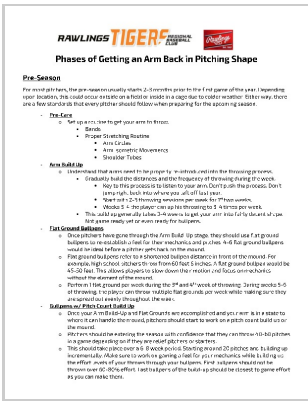 RAWLINGS TIGERS REGIONAL BASEBALL CLUB Rawlings
Phases of Getting an Arm Back in Pitching Shape
Pre-Season
For most pitchers, the pre-season usually starts 2-3 months prior to the first game of the year. Depending
upon location, this could occur outside on a field or inside in a cage due to colder weather. Either way, there
are a few standards that every pitcher should follow when preparing for the upcoming season.
- Pre-Care
o Set up a routine to get your arm to throw.
▪ Bands
▪ Proper Stretching Routine
▪ Arm Circles
▪ Arm Isometric Movements
▪ Shoulder Tubes
- Arm Build Up
o Understand that arms need to be properly introduced into the throwing process.
▪ Gradually build the distances and the frequency of throwing during the week.
▪ Key to this process is to listen to your arm. Don't push the process. Don't
jump right back into where you left off last year.
▪ Start out 2-3 throwing sessions per week for 1st two weeks.
▪ Weeks 3-4 the player can up his throwing to 3-4 times per week.
▪ This build up generally takes 3-4 weeks to get your arm into fairly decent shape.
Not game ready yet or even ready for bullpens.
- Flat Ground Bullpens
o Once pitchers have gone through the Arm Build Up stage, they should use flat ground
bullpens to re-establish a feel for their mechanics and pitches. 4-6 flat ground bullpens
would be ideal before a pitcher gets back on the mound.
o Flat ground bullpens refer to a shortened bullpen distance in front of the mound. For
example, high school pitchers throw from 60 feet 6 inches. A flat ground bullpen would be
45-50 feet. This allows players to slow down their motion and focus on mechanics
without the element of the mound.
o Perform 1 flat ground per week during the 3rd and 4th week of throwing. During weeks 5-6
of throwing, the player can throw multiple flat grounds per week while making sure they
are spread out evenly throughout the week.
- Bullpens w/ Pitch Count Build Up
o Once your Arm Build-Up and Flat Grounds are accomplished and your arm is in a state to
where it can handle the mound, pitchers should start to work on a pitch count build up off
the mound.
o Pitchers should be entering the season with confidence that they can throw 40-60 pitches
in a game depending on if they are relief pitchers or starters.
o This should take place over a 6-8 week period. Starting around 20 pitches and building up
incrementally. Make sure to work on gaining a feel for your mechanics while building up
the effort levels of your throws through your bullpens. First bullpens should not be
thrown over 60-80% effort. Last bullpens of the build-up should be closest to game effort
as you can make them.